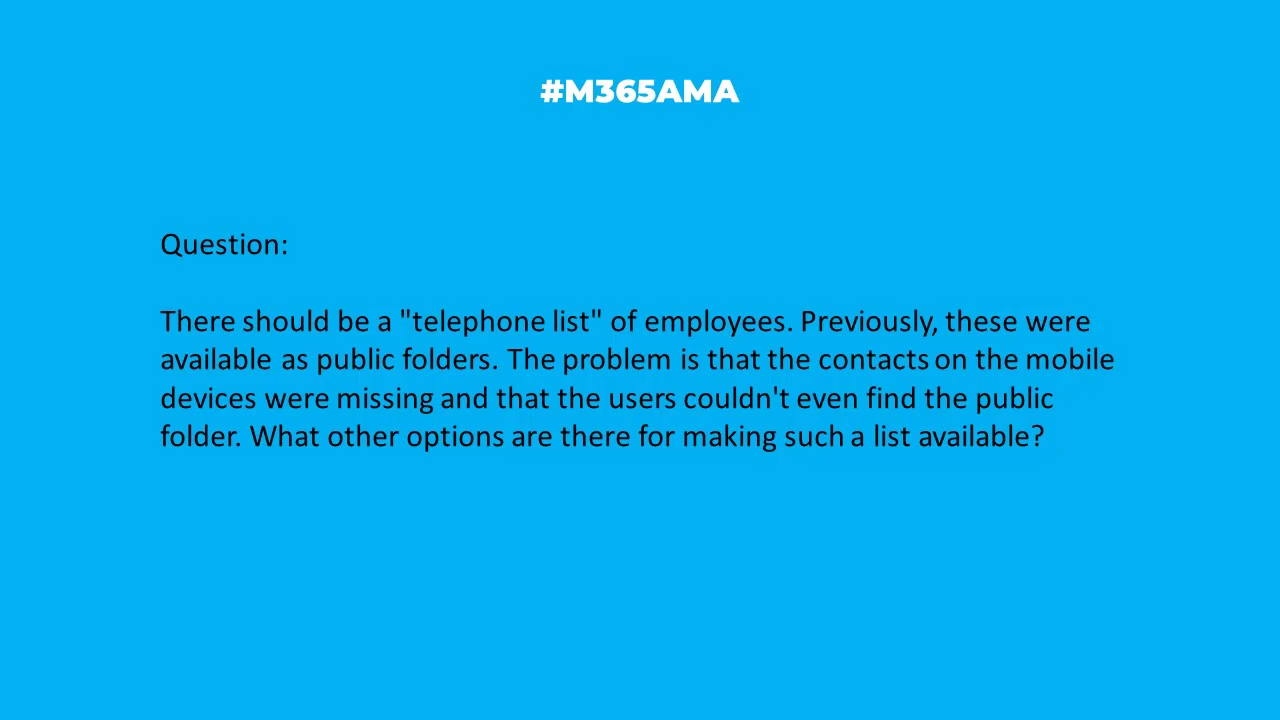 #M365AMA
Question:
There should be a "telephone list" of employees. Previously, these were
available as public folders. The problem is that the contacts on the mobile
devices were missing and that the users couldn't even find the public
folder. What other options are there for making such a list available?